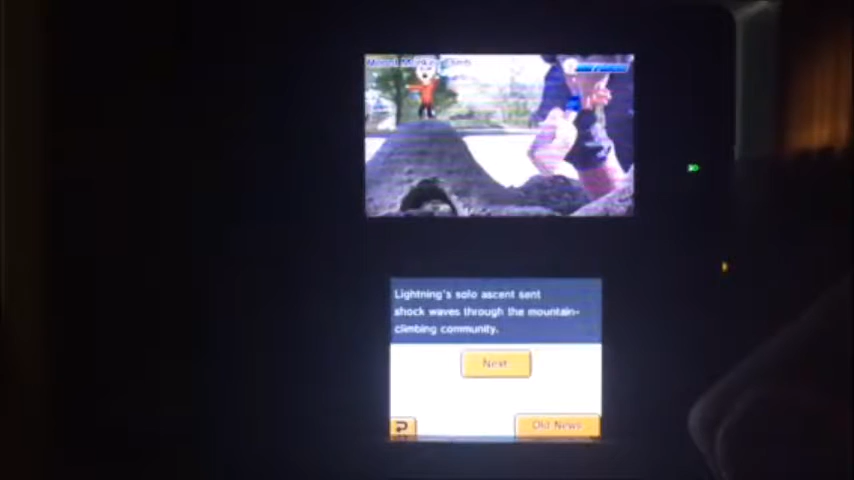 Lightning's solo ascent sent
shock waves through the mountain-
climbing community.
Next
Old News